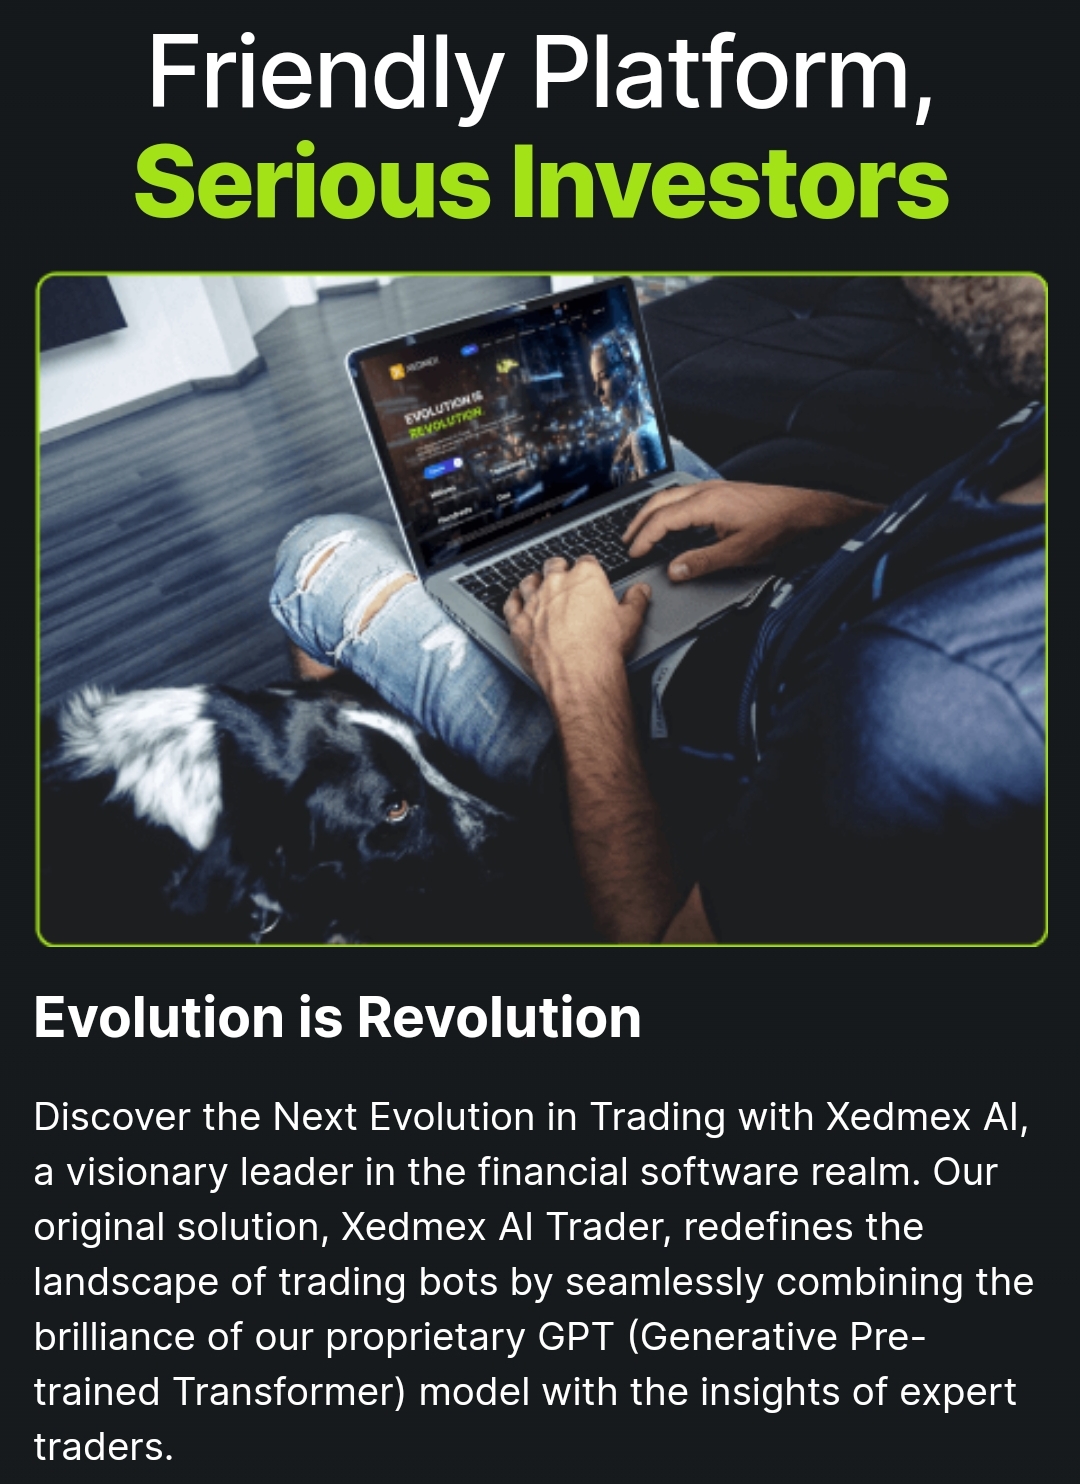 Friendly Platform,
Serious Investors
XEDMEX
EVOLUTION IS
REVOLUTION
Evolution is Revolution
Discover the Next Evolution in Trading with Xedmex AI,
a visionary leader in the financial software realm. Our
original solution, Xedmex AI Trader, redefines the
landscape of trading bots by seamlessly combining the
brilliance of our proprietary GPT (Generative Pre-
trained Transformer) model with the insights of expert
traders.